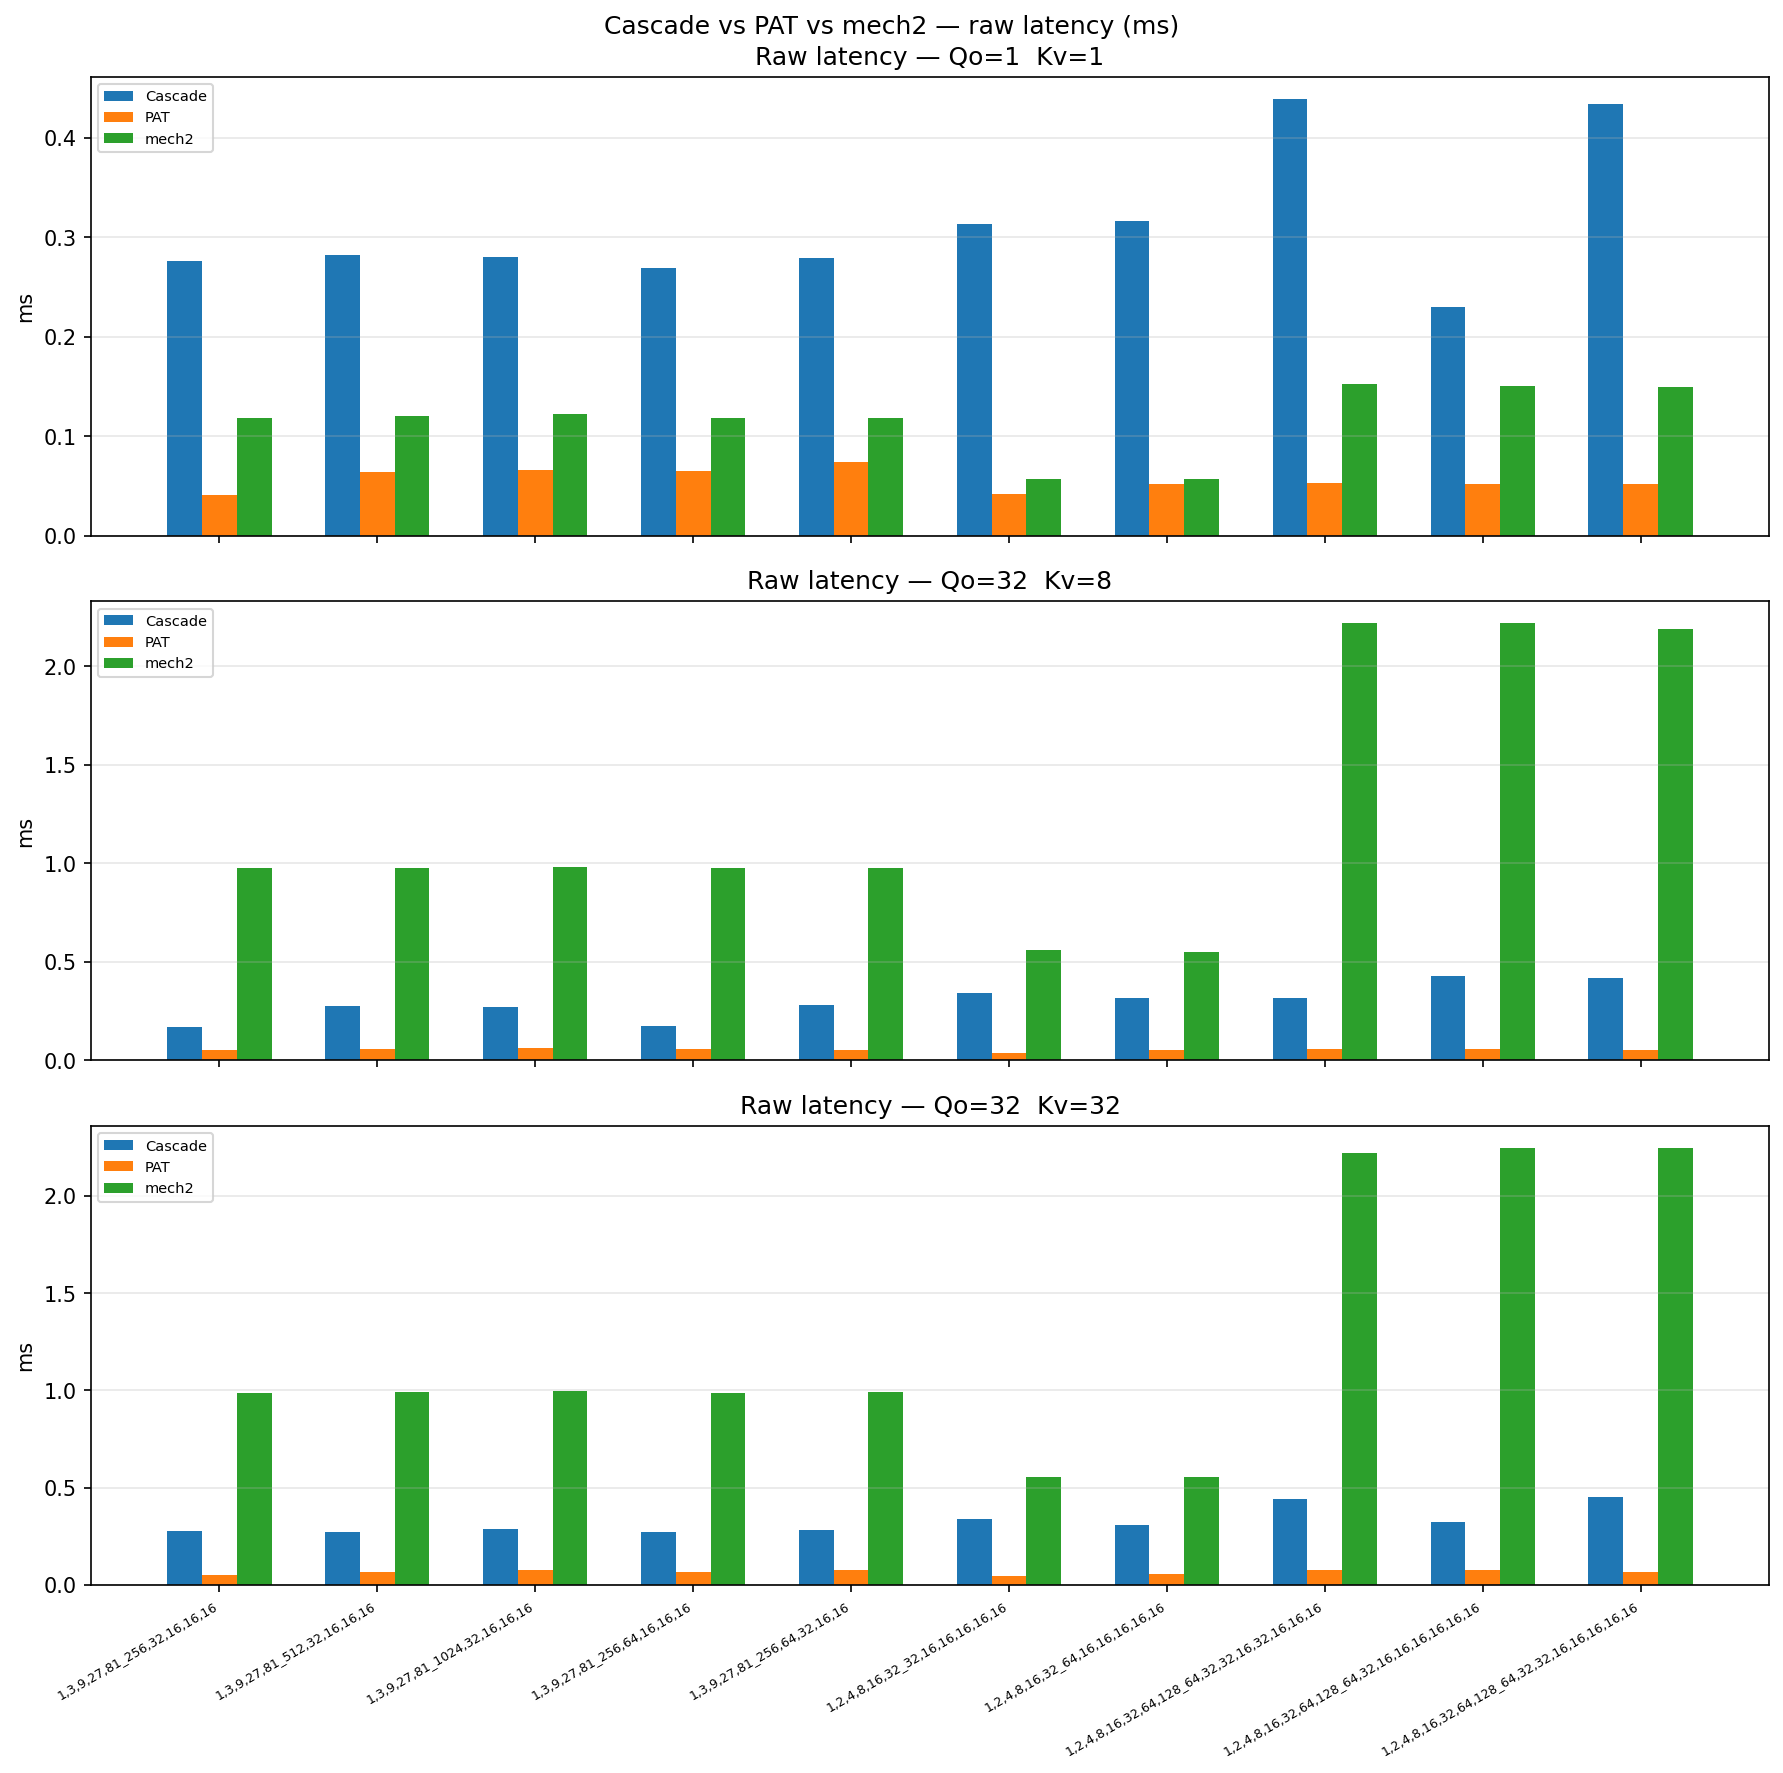 Cascade vs PAT vs mech2 — raw latency (ms)
Raw latency — Qo=1  Kv=1
Cascade
PAT
mech2
ms
0.4
0.3
0.2
0.1
0.0
Raw latency — Qo=32  Kv=8
Cascade
PAT
mech2
ms
2.0
1.5
1.0
0.5
0.0
Raw latency — Qo=32  Kv=32
Cascade
PAT
mech2
ms
2.0
1.5
1.0
0.5
0.0
1,3,9,27,81_256,32,16,16,16
1,3,9,27,81_512,32,16,16,16
1,3,9,27,81_1024,32,16,16,16
1,3,9,27,81_256,64,16,16,16
1,3,9,27,81_256,64,32,16,16
1,2,4,8,16,32_32,16,16,16,16,16
1,2,4,8,16,32_64,16,16,16,16,16
1,2,4,8,16,32,64,128_64,32,32,16,32,16,16,16
1,2,4,8,16,32,64,128_64,32,16,16,16,16,16,16
1,2,4,8,16,32,64,128_64,32,32,16,16,16,16,16